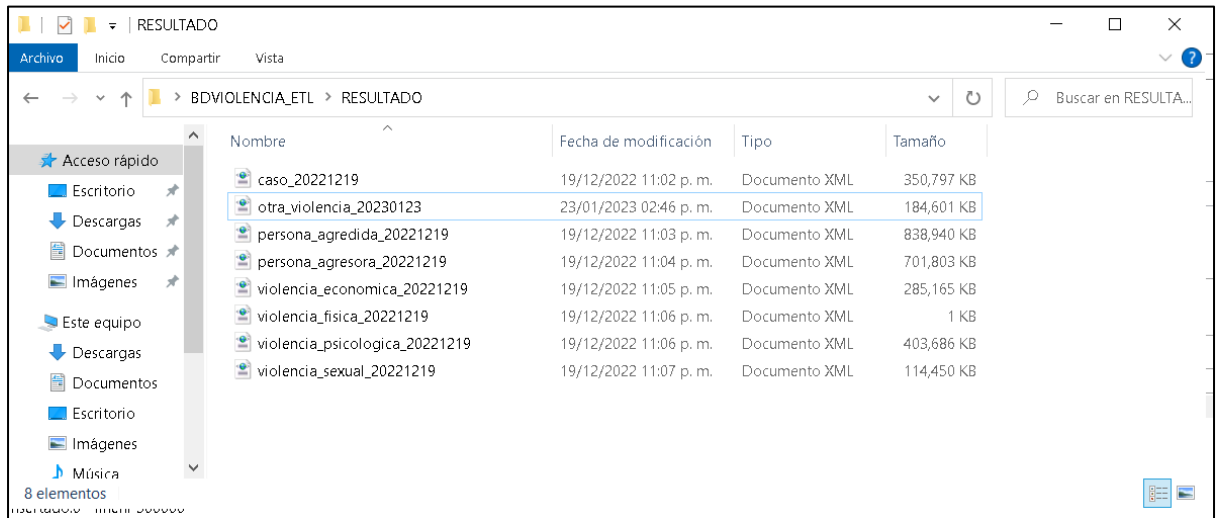 RESULTADO
Archivo Inicio Compartir Vista
BDVIOLENCIA_ETL > RESULTADO Buscar en RESULTA...
Nombre Fecha de modificación Tipo Tamaño
Acceso rápido
Escritorio
Descargas
Documentos
Imágenes
Este equipo
Descargas
Documentos
Escritorio
Imágenes
Música
caso_20221219 19/12/2022 11:02 p. m. Documento XML 350,797 KB
otra_violencia_20230123 23/01/2023 02:46 p. m. Documento XML 184,601 KB
persona_agredida_20221219 19/12/2022 11:03 p. m. Documento XML 838,940 KB
persona_agresora_20221219 19/12/2022 11:04 p. m. Documento XML 701,803 KB
violencia_economica_20221219 19/12/2022 11:05 p. m. Documento XML 285,165 KB
violencia_fisica_20221219 19/12/2022 11:06 p. m. Documento XML 1 KB
violencia_psicologica_20221219 19/12/2022 11:06 p. m. Documento XML 403,686 KB
violencia_sexual_20221219 19/12/2022 11:07 p. m. Documento XML 114,450 KB
8 elementos